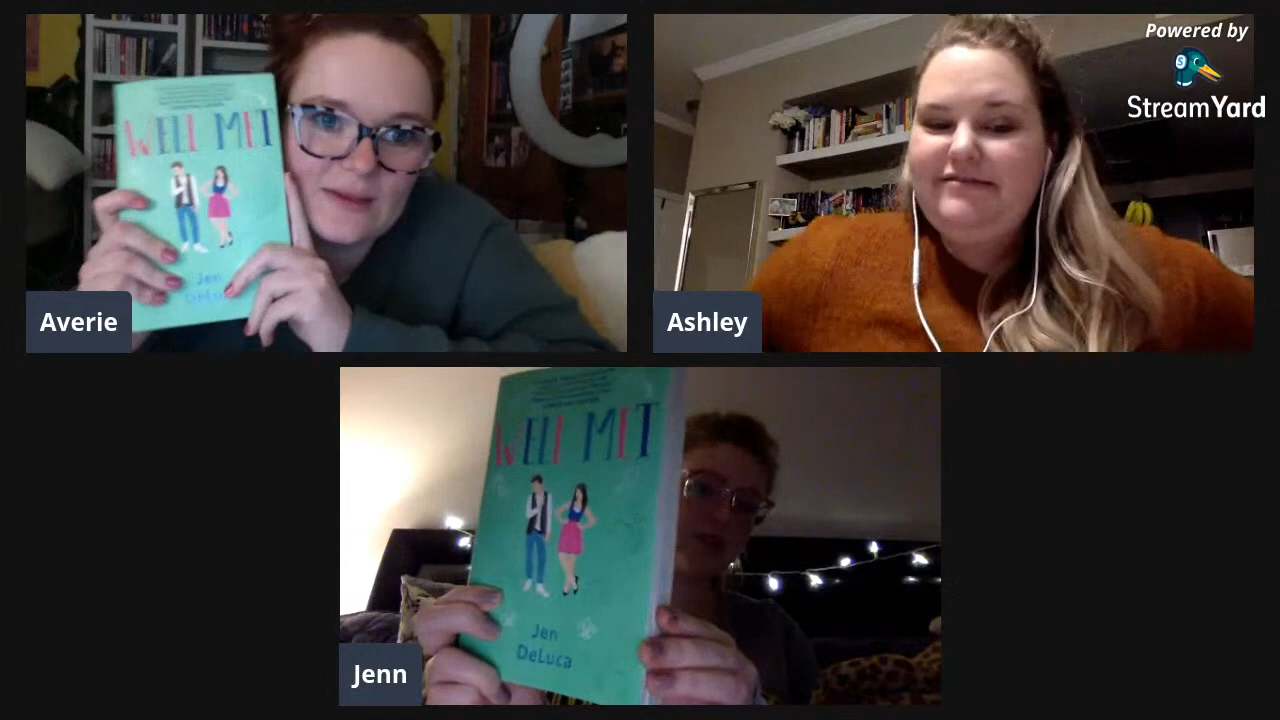 Powered by
StreamYard
WELL MET
Jen
DeLuca
Averie
Ashley
WELL MET
Jen
DeLuca
Jenn